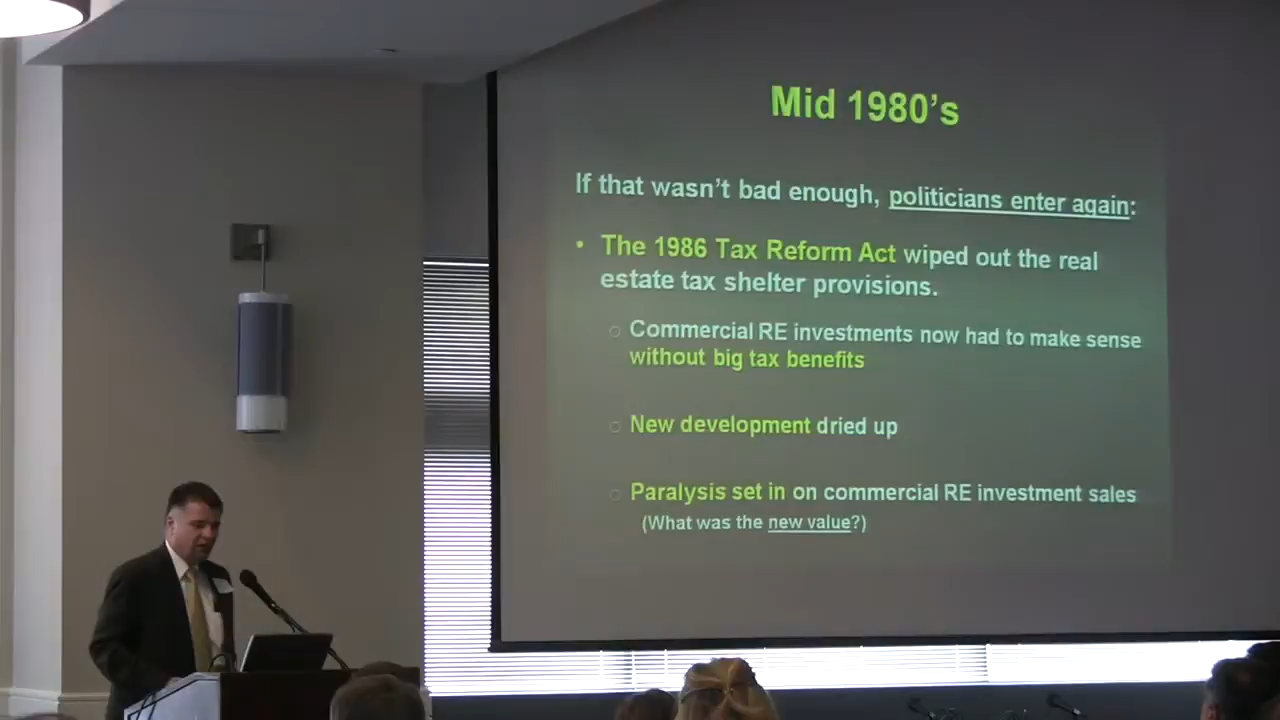 Mid 1980’s
If that wasn’t bad enough, politicians enter again:
• The 1986 Tax Reform Act wiped out the real
estate tax shelter provisions.
○ Commercial RE investments now had to make sense
without big tax benefits
○ New development dried up
○ Paralysis set in on commercial RE investment sales
(What was the new value?)